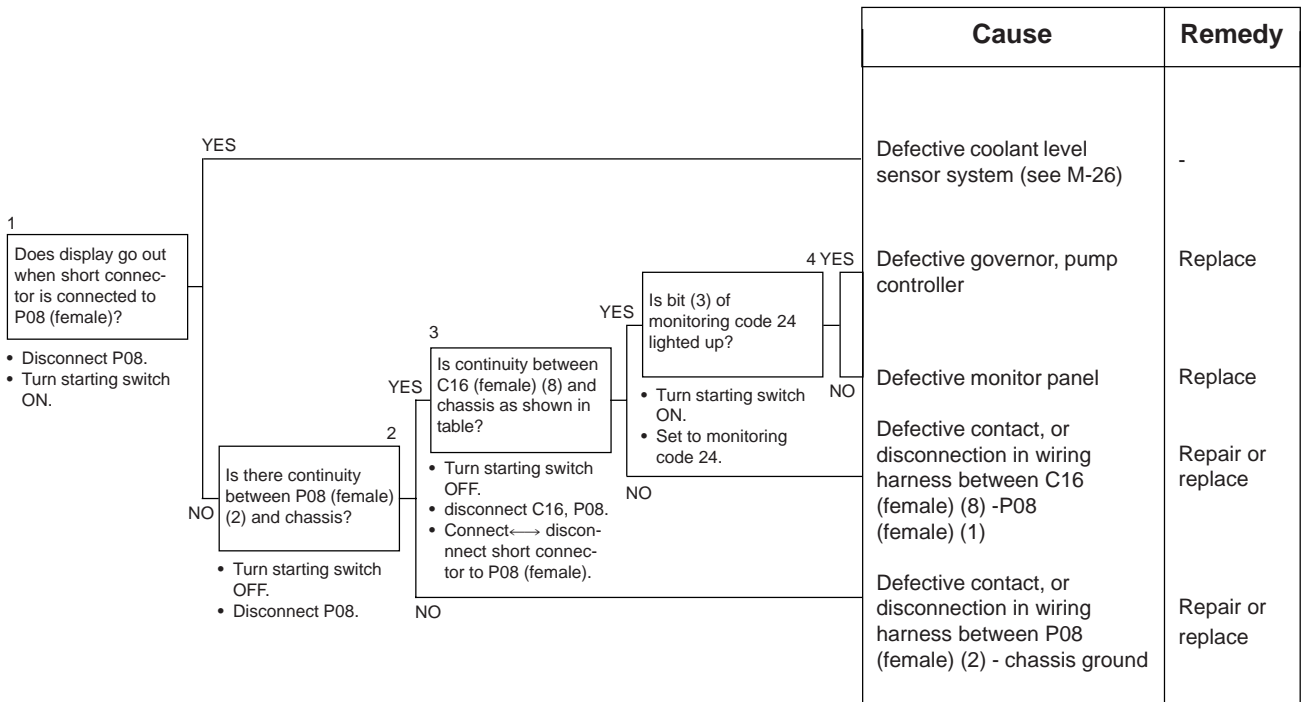 Cause
Remedy
YES
Defective coolant level
sensor system (see M-26)
-
1
Does display go out
when short connec-
tor is connected to
P08 (female)?
• Disconnect P08.
• Turn starting switch
ON.
NO
2
Is there continuity
between P08 (female)
(2) and chassis?
• Turn starting switch
OFF.
• Disconnect P08.
YES
3
Is continuity between
C16 (female) (8) and
chassis as shown in
table?
• Turn starting switch
OFF.
• disconnect C16, P08.
• Connect⟷ discon-
nnect short connec-
tor to P08 (female).
NO
YES
Is bit (3) of
monitoring code 24
lighted up?
• Turn starting switch
ON.
• Set to monitoring
code 24.
NO
4 YES
Defective governor, pump
controller
Replace
NO
Defective monitor panel
Replace
Defective contact, or
disconnection in wiring
harness between C16
(female) (8) -P08
(female) (1)
Repair or
replace
Defective contact, or
disconnection in wiring
harness between P08
(female) (2) - chassis ground
Repair or
replace